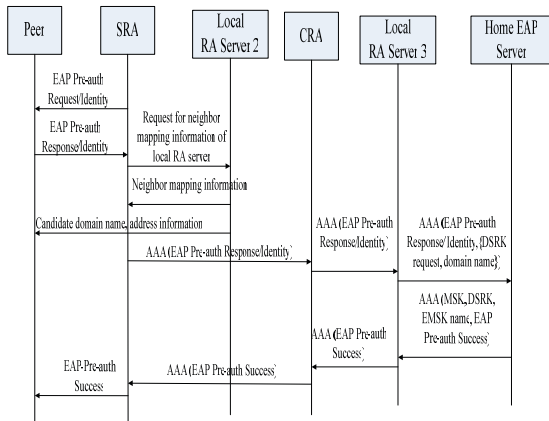 Peer
SRA
Local
RA Server 2
CRA
Local
RA Server 3
Home EAP
Server
EAP Pre-auth
Request/Identity
EAP Pre-auth
Response/Identity
Request for neighbor
mapping information of
local RA server
Neighbor mapping information
Candidate domain name, address information
AAA (EAP Pre-auth Response/Identity)
AAA (EAP Pre-auth
Response/Identity)
AAA (EAP Pre-auth
Response/ Identity, {DSRK
request, domain name})
AAA (MSK, DSRK,
EMSK name, EAP
Pre-auth Success)
AAA (EAP Pre-auth
Success)
AAA (EAP Pre-auth Success)
EAP-Pre-auth
Success